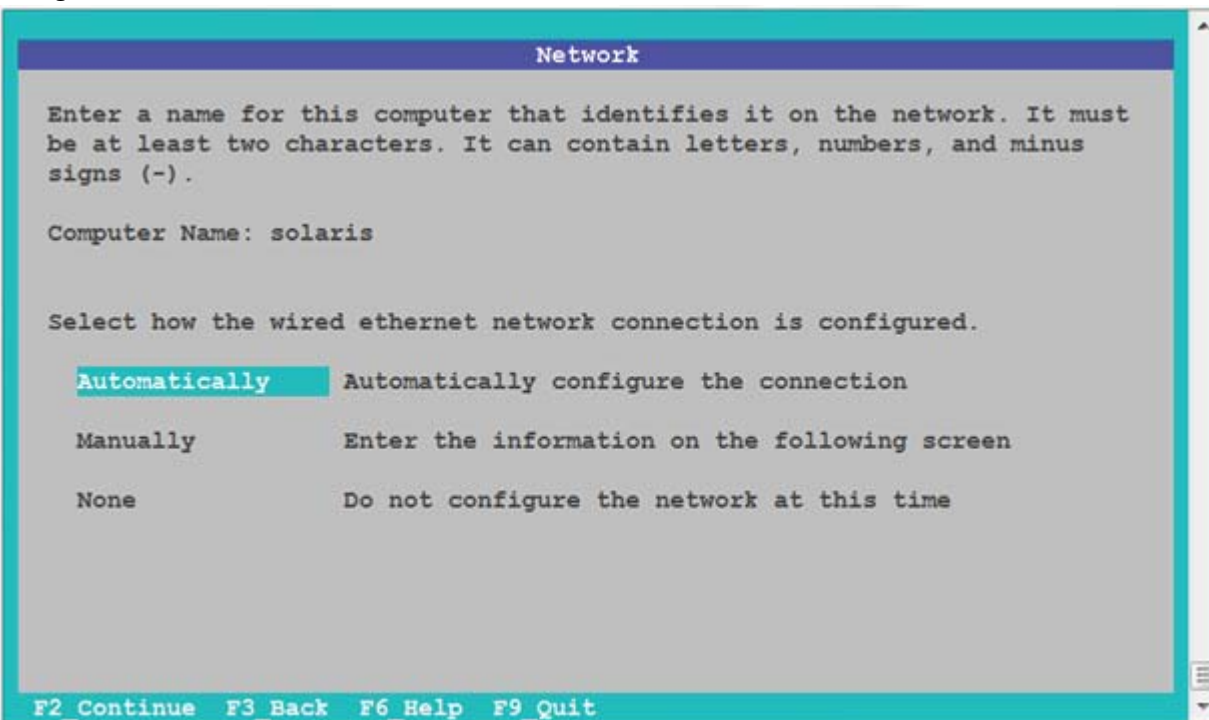 Network
Enter a name for this computer that identifies it on the network. It must
be at least two characters. It can contain letters, numbers, and minus
signs (-).
Computer Name: solaris
Select how the wired ethernet network connection is configured.
Automatically Automatically configure the connection
Manually Enter the information on the following screen
None Do not configure the network at this time
F2_Continue F3_Back F6_Help F9_Quit